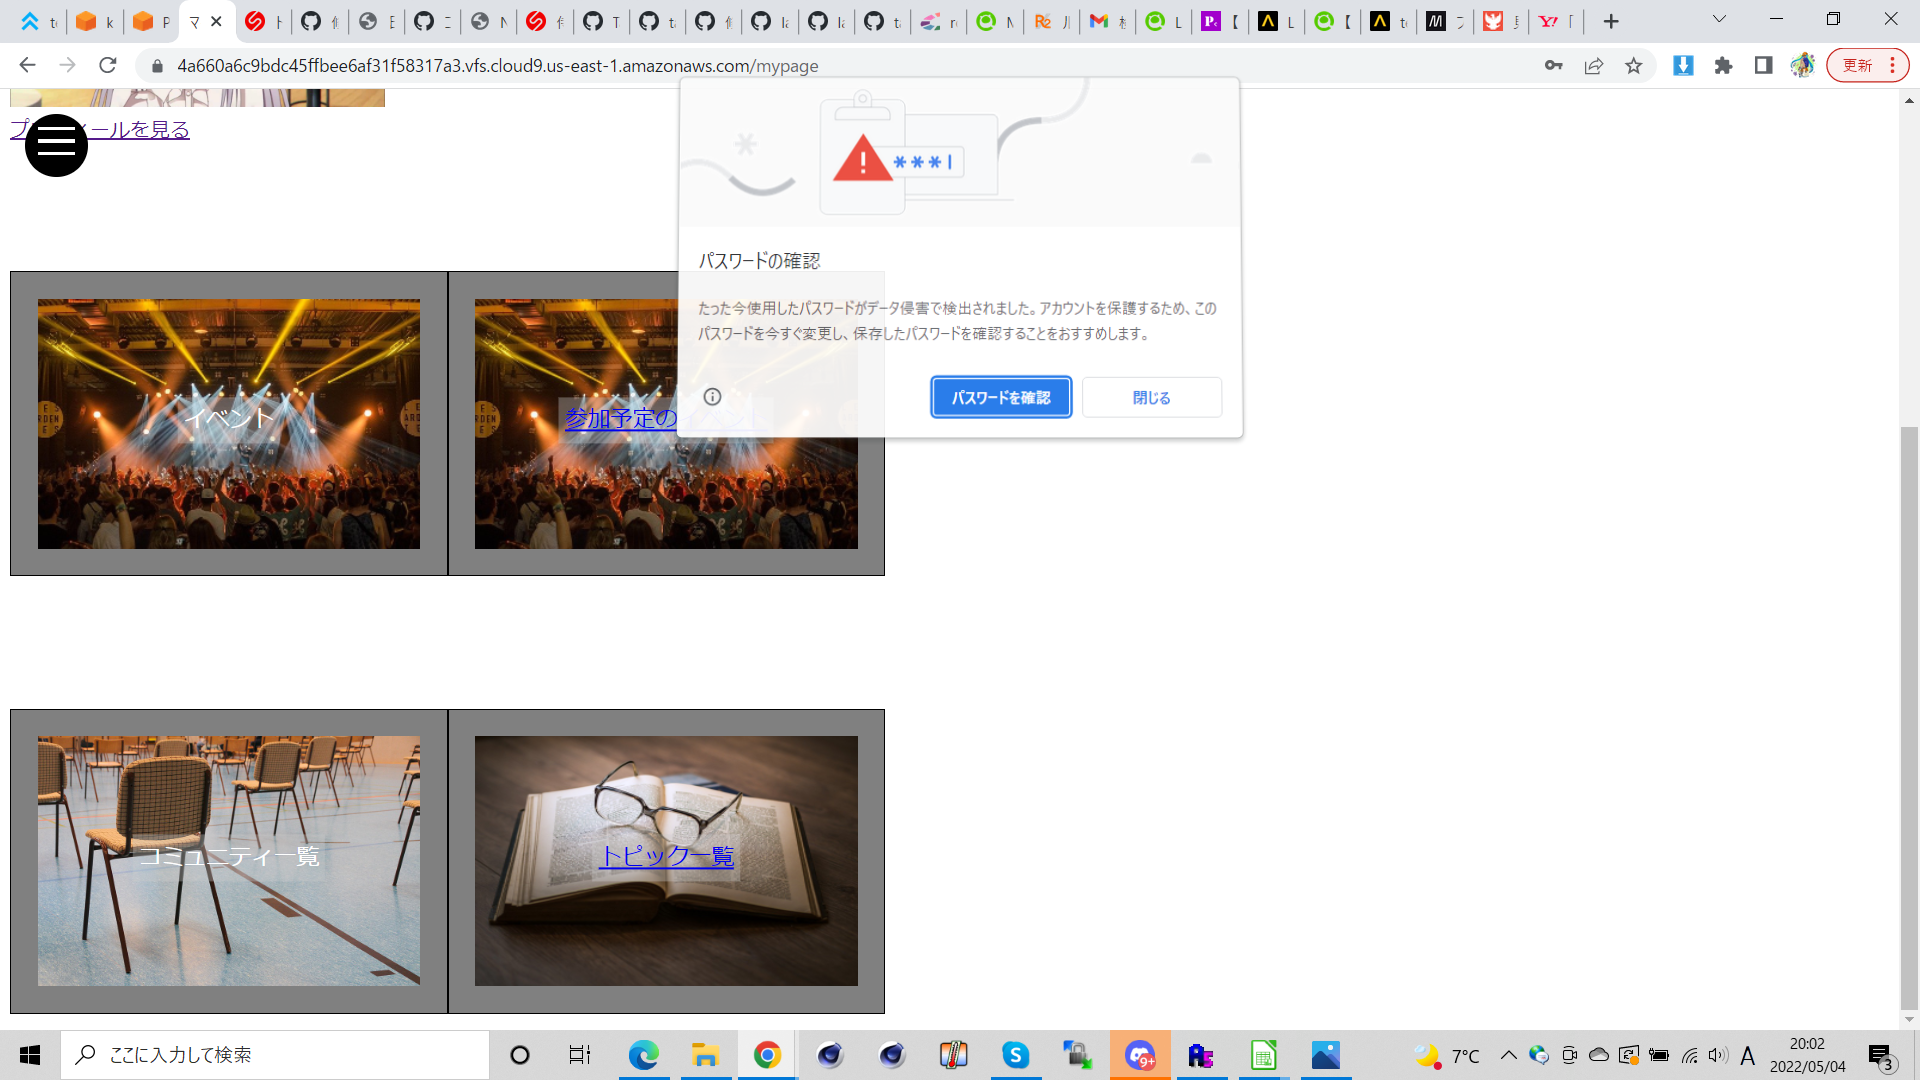 4a660a6c9bdc45ffbee6af31f58317a3.vfs.cloud9.us-east-1.amazonaws.com/mypage
更新
ィールを見る
***
パスワードの確認
たった今使用したパスワードがデータ侵害で検出されました。アカウントを保護するため、この
パスワードを今すぐ変更し、保存したパスワードを確認することをおすすめします。
パスワードを確認
閉じる
イベント
参加予定のイベント
コミュニティ一覧
トピック一覧
ここに入力して検索
9+
7°C
A
20:02
2022/05/04
3